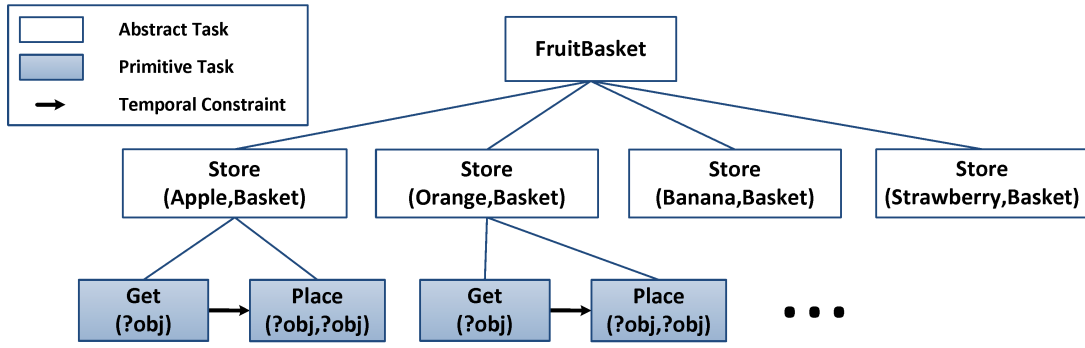 Abstract Task
Primitive Task
Temporal Constraint
FruitBasket
Store
(Apple,Basket)
Store
(Orange,Basket)
Store
(Banana,Basket)
Store
(Strawberry,Basket)
Get
(?obj)
Place
(?obj,?obj)
Get
(?obj)
Place
(?obj,?obj)
...